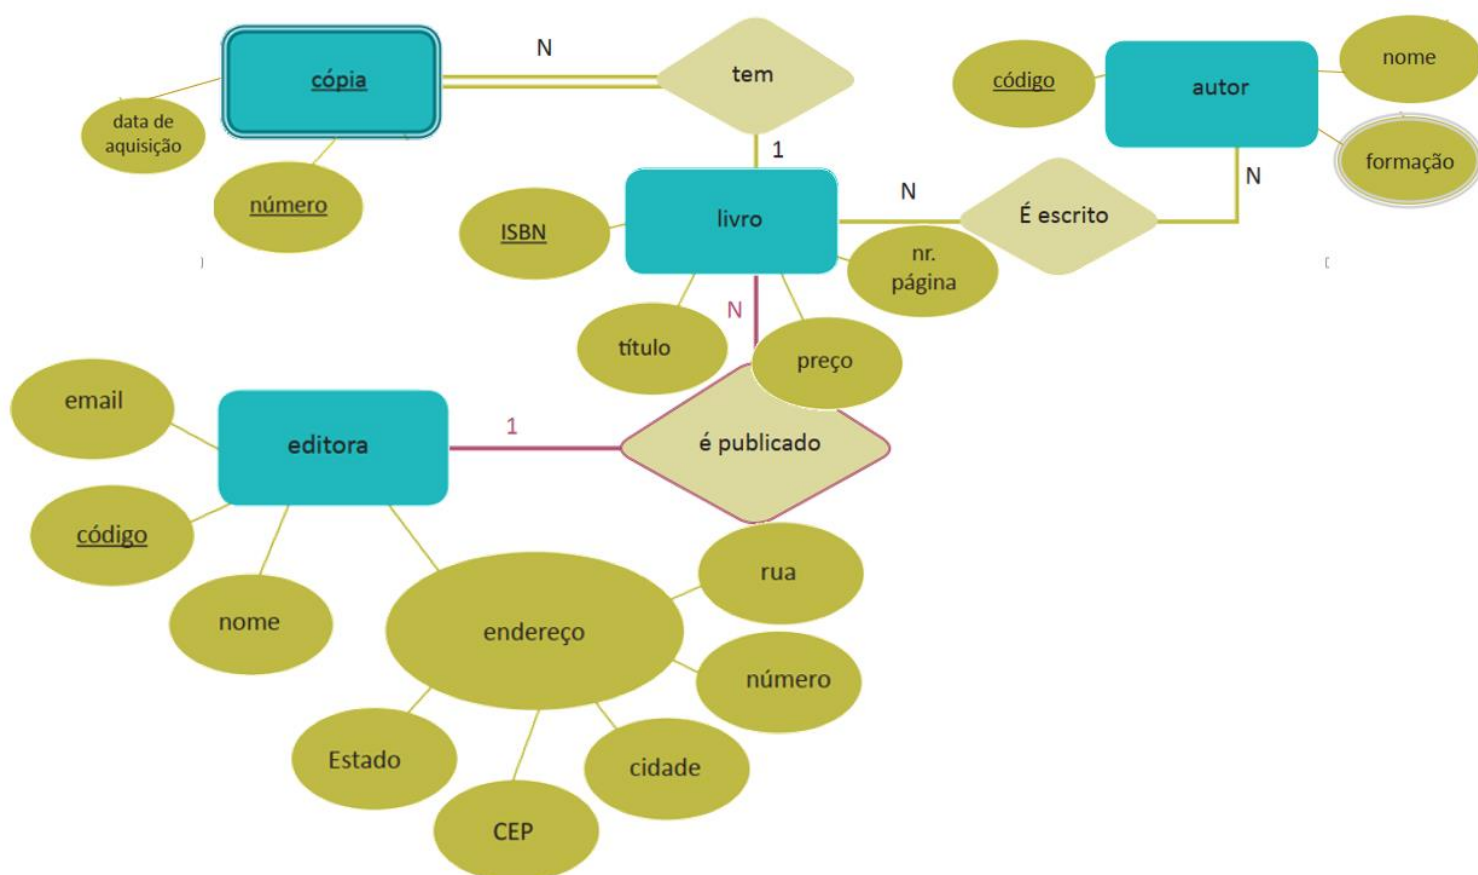 N
cópia
tem
nome
código
autor
data de
aquisição
1
formação
número
N
É escrito
N
ISBN
livro
nr.
página
N
título
preço
email
editora
1
é publicado
código
nome
endereço
rua
número
Estado
cidade
CEP